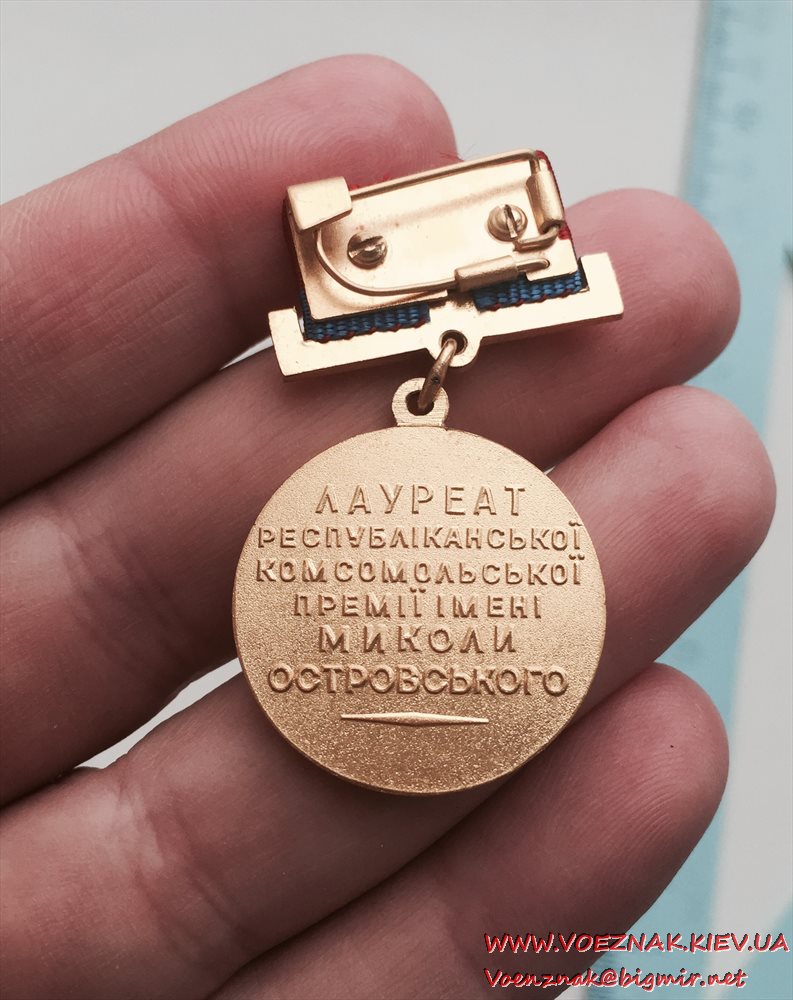 ЛАУРЕАТ
РЕСПУБЛІКАНСЬКОЇ
КОМСОМОЛЬСЬКОЇ
ПРЕМІЇ ІМЕНІ
МИКОЛИ
ОСТРОВСЬКОГО
WWW.VOEZNAK.KIEV.UA
Voenznak@bigmir.net